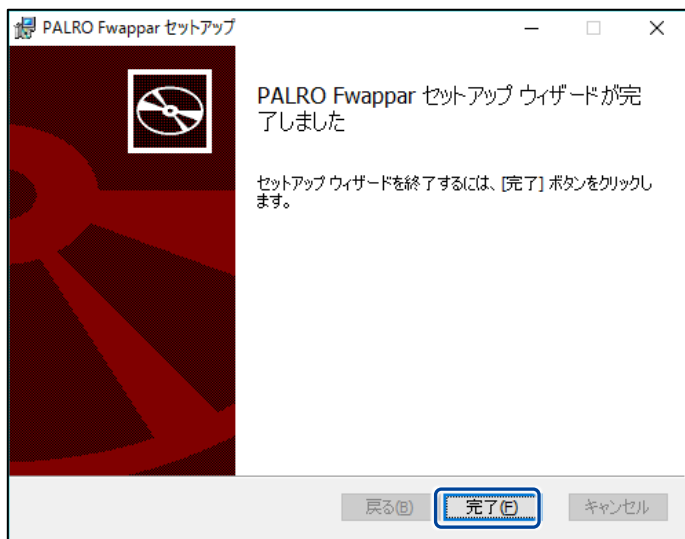 PALRO Fwappar セットアップ
PALRO Fwappar セットアップ ウィザードが完
了しました
セットアップ ウィザードを終了するには、[完了] ボタンをクリックし
ます。
戻る(B) 完了(F) キャンセル